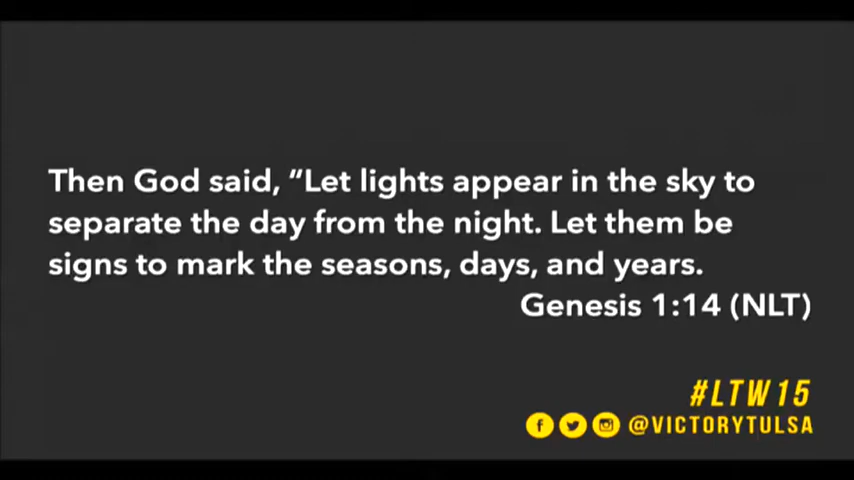 Then God said, “Let lights appear in the sky to
separate the day from the night. Let them be
signs to mark the seasons, days, and years.
Genesis 1:14 (NLT)
#LTW15
@VICTORYTULSA